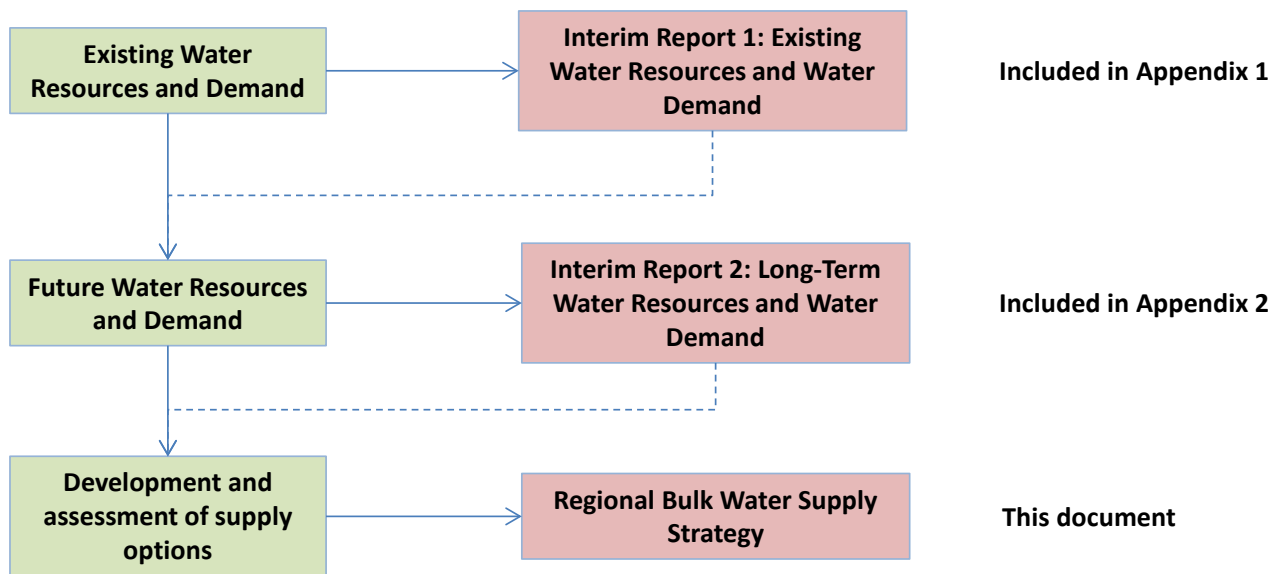 Existing Water
Resources and Demand
Interim Report 1: Existing
Water Resources and Water
Demand
Included in Appendix 1
Future Water Resources
and Demand
Interim Report 2: Long-Term
Water Resources and Water
Demand
Included in Appendix 2
Development and
assessment of supply
options
Regional Bulk Water Supply
Strategy
This document